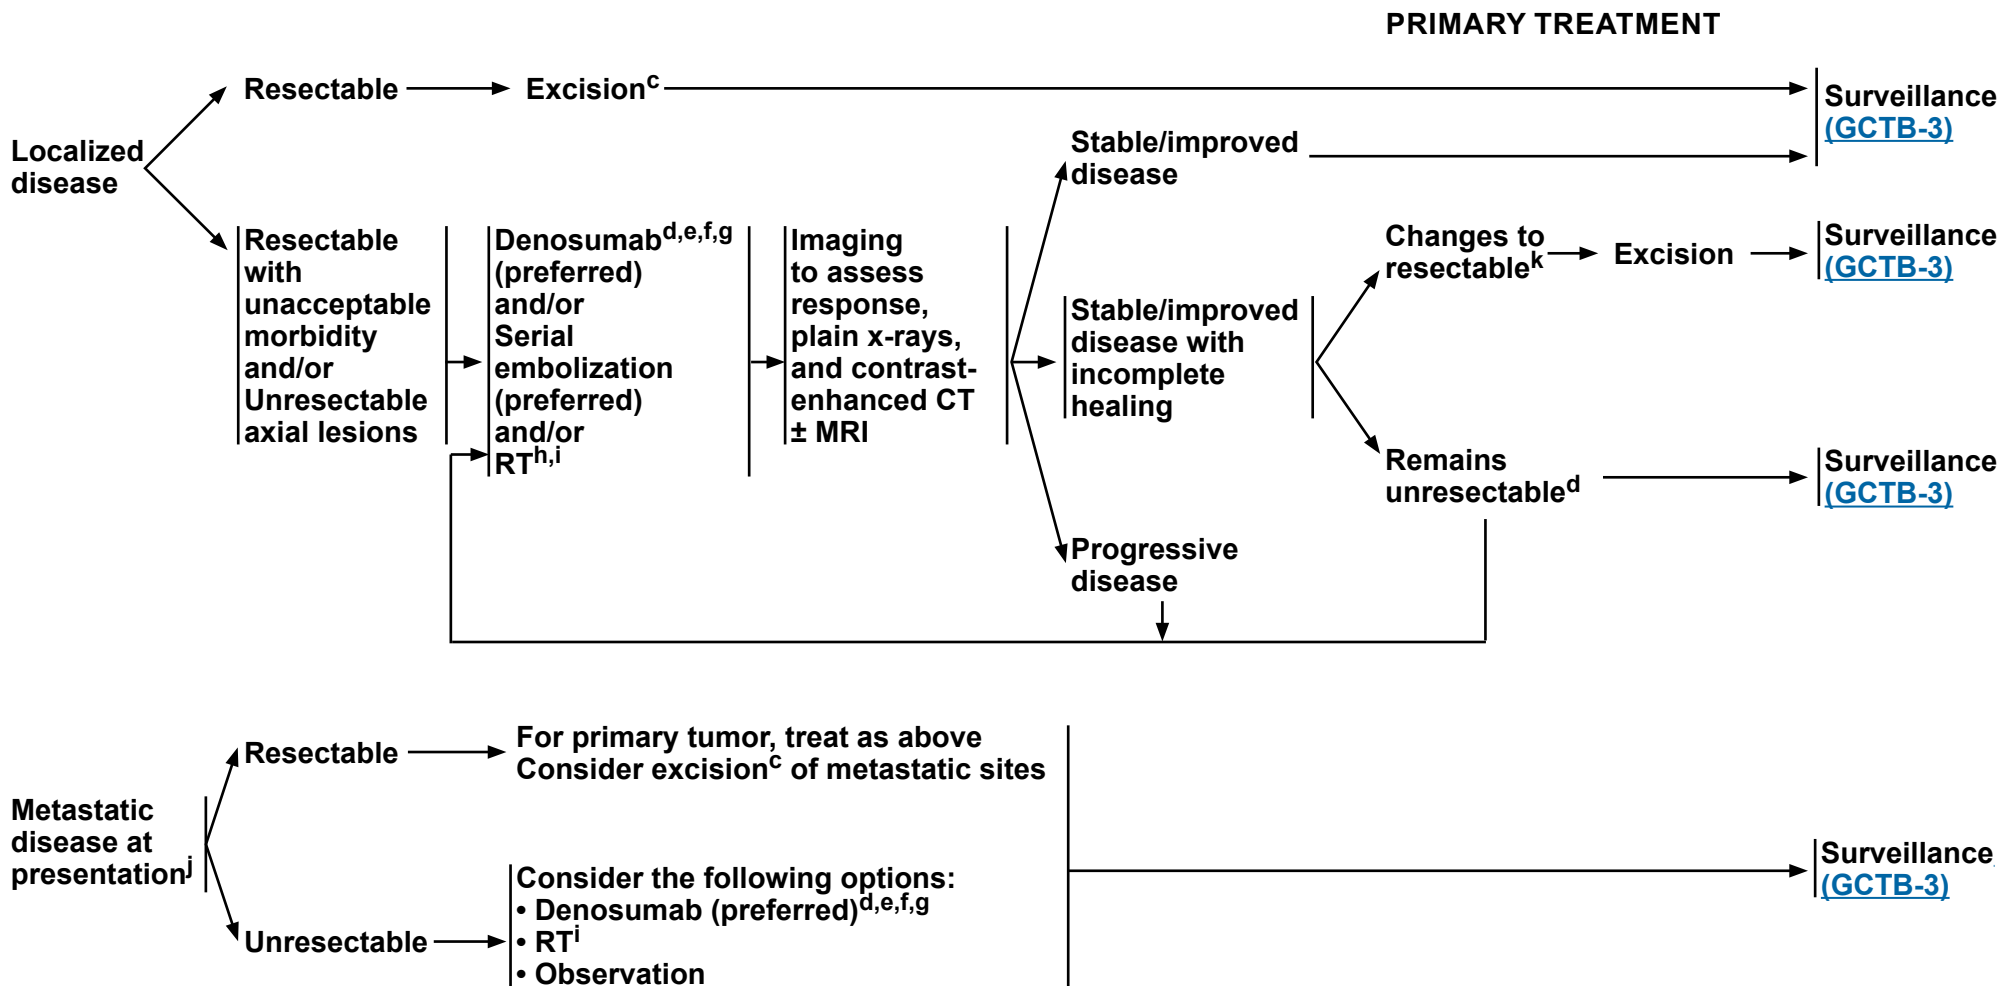 PRIMARY TREATMENT
Localized
disease
Resectable
Excisionc
Surveillance
(GCTB-3)
Resectable
with
unacceptable
morbidity
and/or
Unresectable
axial lesions
Denosumabd,e,f,g
(preferred)
and/or
Serial
embolization
(preferred)
and/or
RTh,i
Imaging
to assess
response,
plain x-rays,
and contrast-
enhanced CT
± MRI
Stable/improved
disease
Stable/improved
disease with
incomplete
healing
Changes to
resectablek
Excision
Surveillance
(GCTB-3)
Remains
unresectabled
Surveillance
(GCTB-3)
Progressive
disease
Metastatic
disease at
presentationj
Resectable
For primary tumor, treat as above
Consider excisionc of metastatic sites
Unresectable
Consider the following options:
• Denosumab (preferred)d,e,f,g
• RTi
• Observation
Surveillance
(GCTB-3)